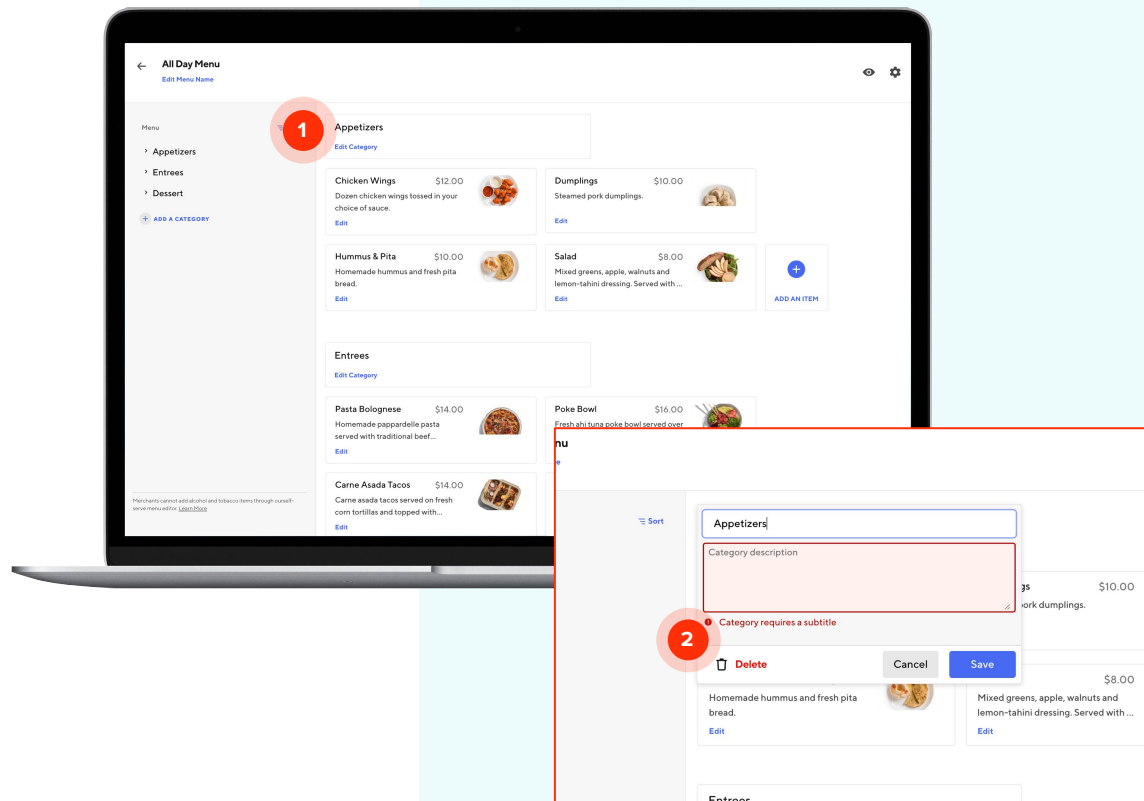 All Day Menu
Edit Menu Name
Menu
1
Appetizers
Entrees
Dessert
+ ADD A CATEGORY
Merchants cannot add alcohol and tobacco items through ourself-
serve menu editor. Learn More
Appetizers
Edit Category
Chicken Wings $12.00
Dozen chicken wings tossed in your
choice of sauce.
Edit
Dumplings $10.00
Steamed pork dumplings.
Edit
Hummus & Pita $10.00
Homemade hummus and fresh pita
bread.
Edit
Salad $8.00
Mixed greens, apple, walnuts and
lemon-tahini dressing. Served with ...
Edit
ADD AN ITEM
Entrees
Edit Category
Pasta Bolognese $14.00
Homemade pappardelle pasta
served with traditional beef...
Edit
Poke Bowl $16.00
Fresh ahi tuna poke bowl served over
Carne Asada Tacos $14.00
Carne asada tacos served on fresh
corn tortillas and topped with...
Edit
nu
e
Sort
Appetizers
Category description
Category requires a subtitle
2
Delete
Cancel
Save
gs $10.00
ork dumplings.
Homemade hummus and fresh pita
bread.
Edit
$8.00
Mixed greens, apple, walnuts and
lemon-tahini dressing. Served with ...
Edit
Entrees